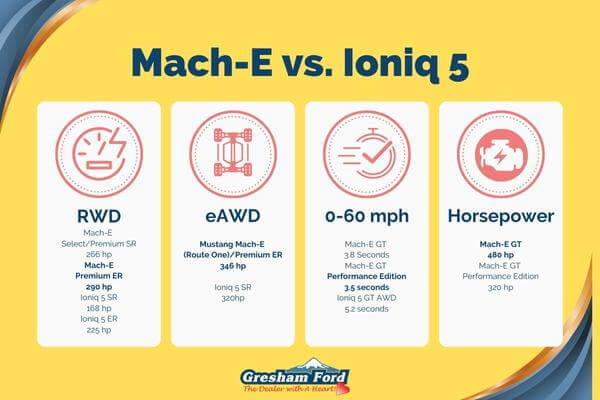 Mach-E vs. Ioniq 5
RWD
Mach-E
Select/Premium SR
266 hp
Mach-E
Premium ER
290 hp
Ioniq 5 SR
168 hp
Ioniq 5 ER
225 hp
eAWD
Mustang Mach-E
(Route One)/Premium ER
346 hp
Ioniq 5 SR
320hp
0-60 mph
Mach-E GT
3.8 Seconds
Mach-E GT
Performance Edition
3.5 seconds
Ioniq 5 GT AWD
5.2 seconds
Horsepower
Mach-E GT
480 hp
Mach-E GT
Performance Edition
320 hp
Gresham Ford
The Dealer with A Heart!